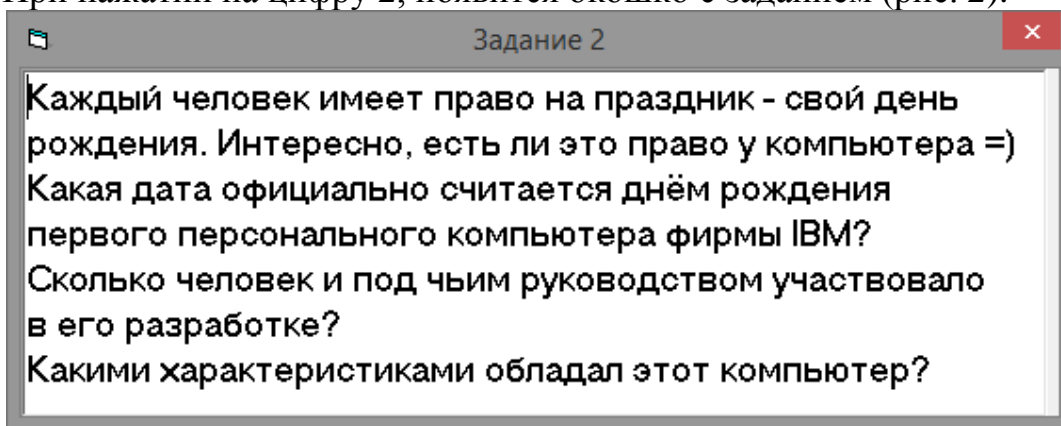 При нажатии на цифру 2, появится окошко с заданием (рис. 2).
Задание 2
Каждый человек имеет право на праздник - свой день
рождения. Интересно, есть ли это право у компьютера =)
Какая дата официально считается днём рождения
первого персонального компьютера фирмы IBM?
Сколько человек и под чьим руководством участвовало
в его разработке?
Какими характеристиками обладал этот компьютер?